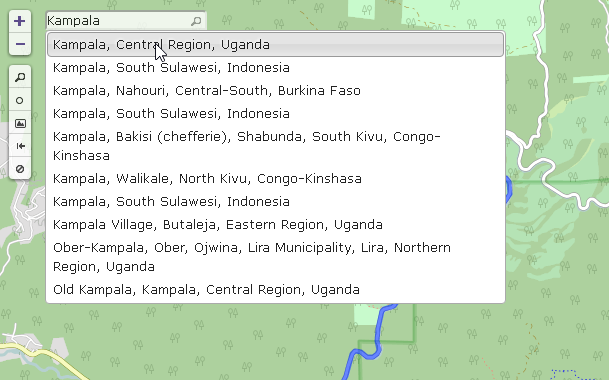 Kampala
Kampala, Central Region, Uganda
Kampala, South Sulawesi, Indonesia
Kampala, Nahouri, Central-South, Burkina Faso
Kampala, South Sulawesi, Indonesia
Kampala, Bakisi (chefferie), Shabunda, South Kivu, Congo-
Kinshasa
Kampala, Walikale, North Kivu, Congo-Kinshasa
Kampala, South Sulawesi, Indonesia
Kampala Village, Butaleja, Eastern Region, Uganda
Ober-Kampala, Ober, Ojwina, Lira Municipality, Lira, Northern
Region, Uganda
Old Kampala, Kampala, Central Region, Uganda